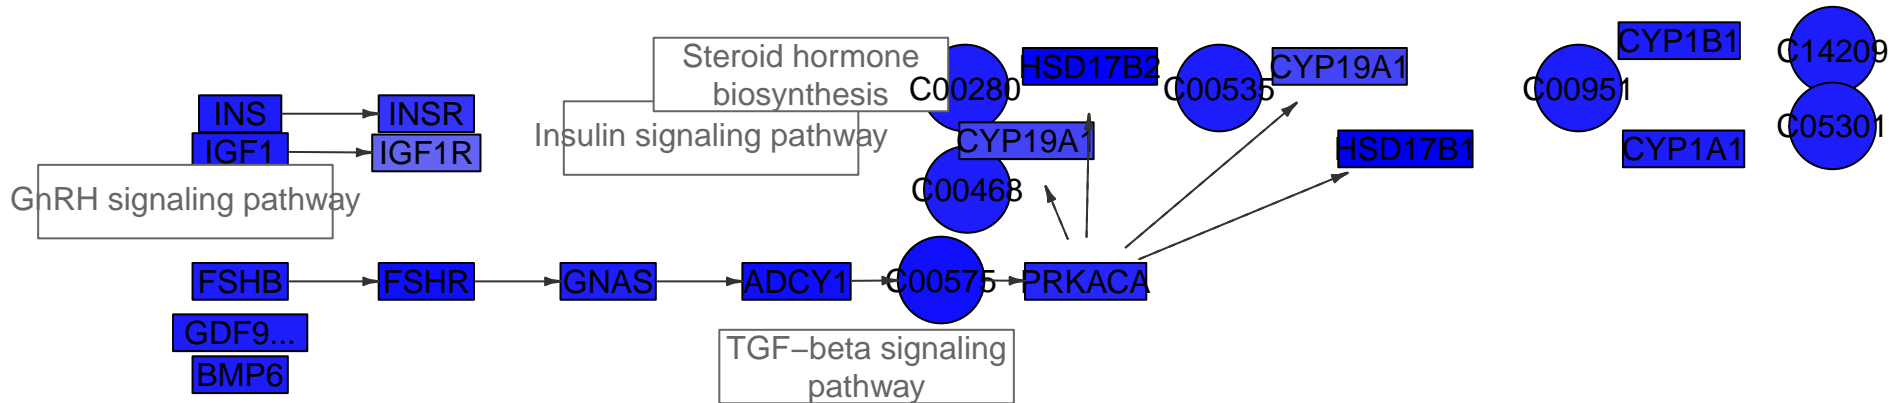 Steroid hormone
biosynthesis
C00280
HSD17B2
C00535
CYP19A1
C00951
CYP1B1
C14209
INS
INSR
Insulin signaling pathway
CYP19A1
IGF1
IGF1R
HSD17B1
CYP1A1
C05301
GnRH signaling pathway
C00468
FSHB
FSHR
GNAS
ADCY1
C00575
PRKACA
GDF9...
BMP6
TGF−beta signaling
pathway